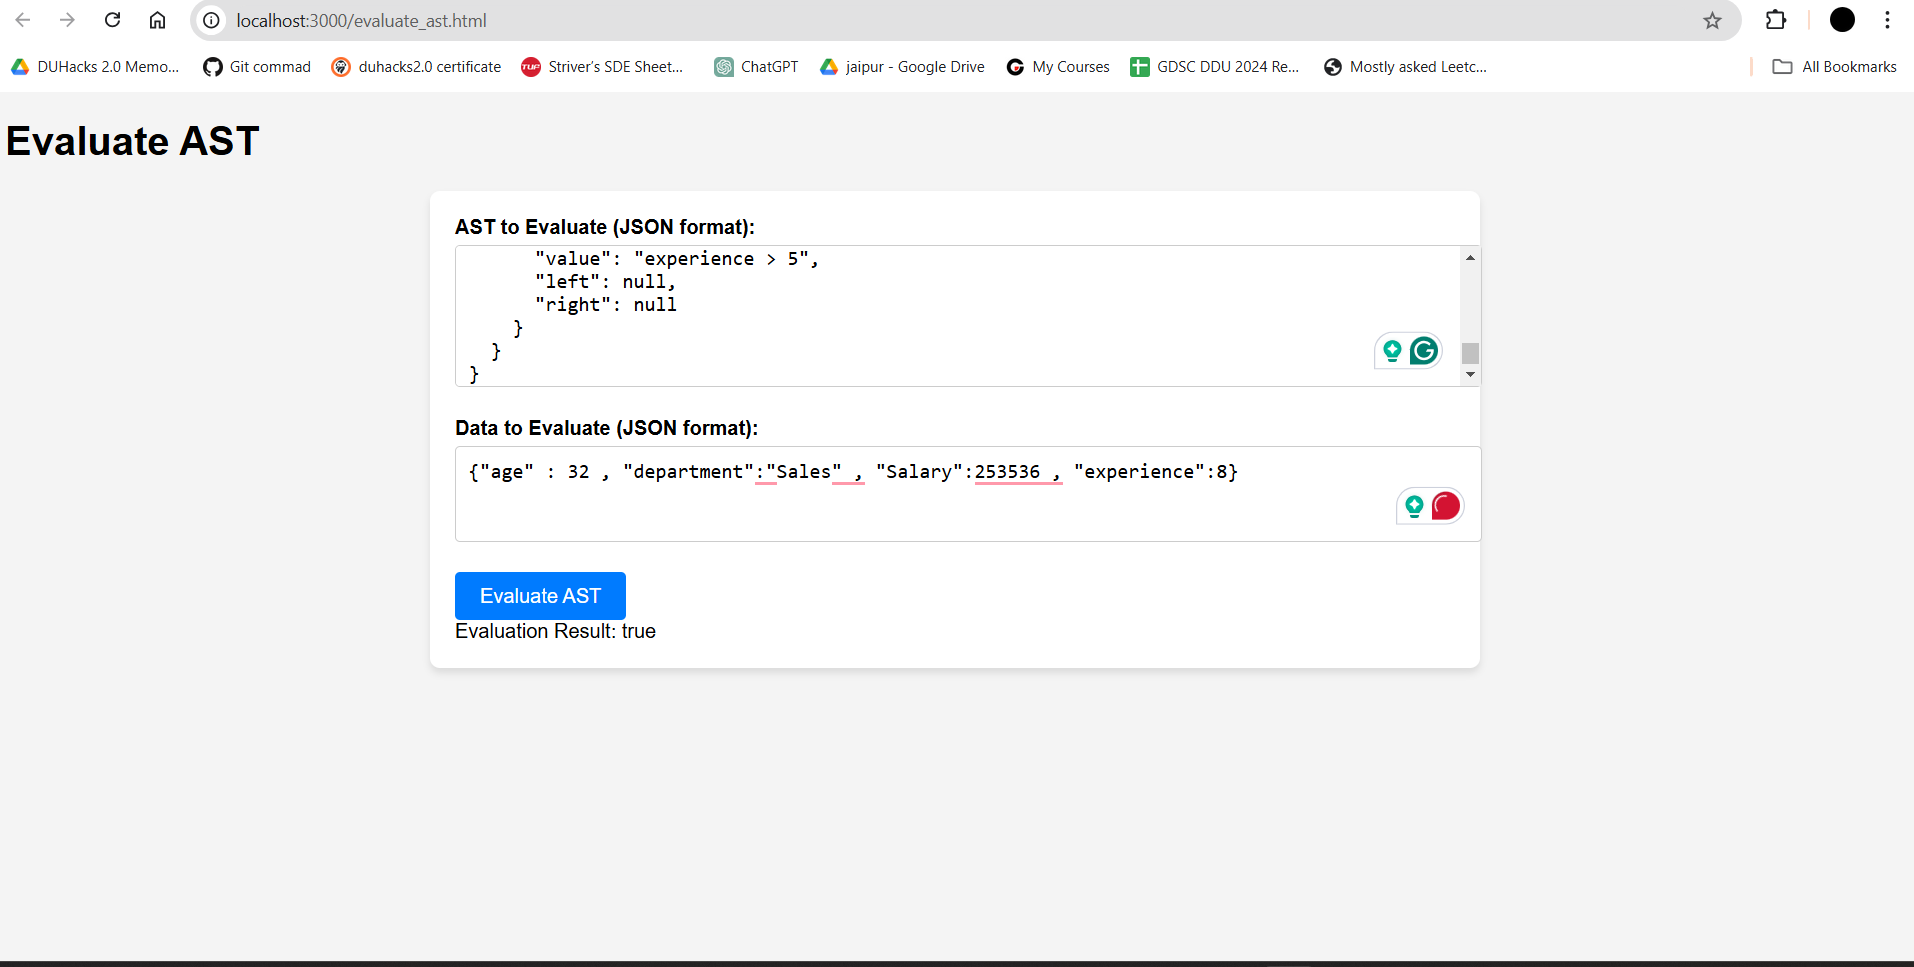 localhost:3000/evaluate_ast.html
DUHacks 2.0 Memo... Git commad duhacks2.0 certificate TUF Striver's SDE Sheet... ChatGPT jaipur - Google Drive My Courses GDSC DDU 2024 Re... Mostly asked Leetc... All Bookmarks
Evaluate AST
AST to Evaluate (JSON format):
"value": "experience > 5",
"left": null,
"right": null
}
}
}
Data to Evaluate (JSON format):
{"age" : 32 , "department":"Sales" , "Salary":253536 , "experience":8}
Evaluate AST
Evaluation Result: true